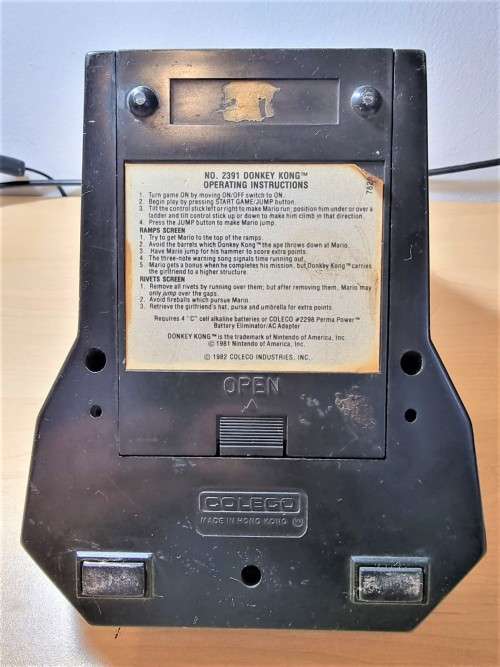 NO. 2391 DONKEY KONG™
OPERATING INSTRUCTIONS
1. Turn game ON by moving ON/OFF switch to ON.
2. Begin play by pressing START GAME/JUMP button.
3. Tilt the control stick left or right to make Mario run; position him under or over a
ladder and tilt control stick up or down to make him climb in that direction.
4. Press the JUMP button to make Mario jump.
RAMPS SCREEN
1. Try to get Mario to the top of the ramps.
2. Avoid the barrels which Donkey Kong™ the ape throws down at Mario.
3. Have Mario jump for his hammer to score extra points.
4. The three-note warning song signals time running out.
5. Mario gets a bonus when he completes his mission, but Donkey Kong™ carries
the girlfriend to a higher structure.
RIVETS SCREEN
1. Remove all rivets by running over them; but after removing them, Mario may
only jump over the gaps.
2. Avoid fireballs which pursue Mario.
3. Retrieve the girlfriend's hat, purse and umbrella for extra points.
Requires 4 "C" cell alkaline batteries or COLECO #2298 Perma Power™
Battery Eliminator/AC Adapter
DONKEY KONG™ is the trademark of Nintendo of America, Inc.
© 1981 Nintendo of America, Inc.
© 1982 COLECO INDUSTRIES, INC.
OPEN
COLECO
MADE IN HONG KONG